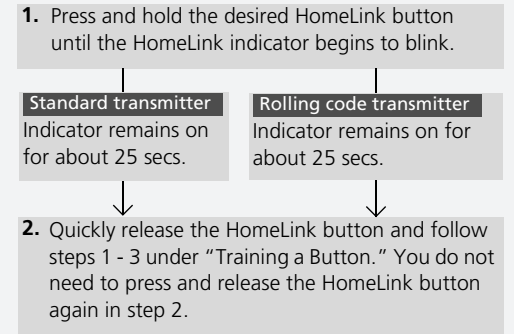 1. Press and hold the desired HomeLink button
until the HomeLink indicator begins to blink.
Standard transmitter
Indicator remains on
for about 25 secs.
Rolling code transmitter
Indicator remains on for
about 25 secs.
2. Quickly release the HomeLink button and follow
steps 1 - 3 under “Training a Button.” You do not
need to press and release the HomeLink button
again in step 2.